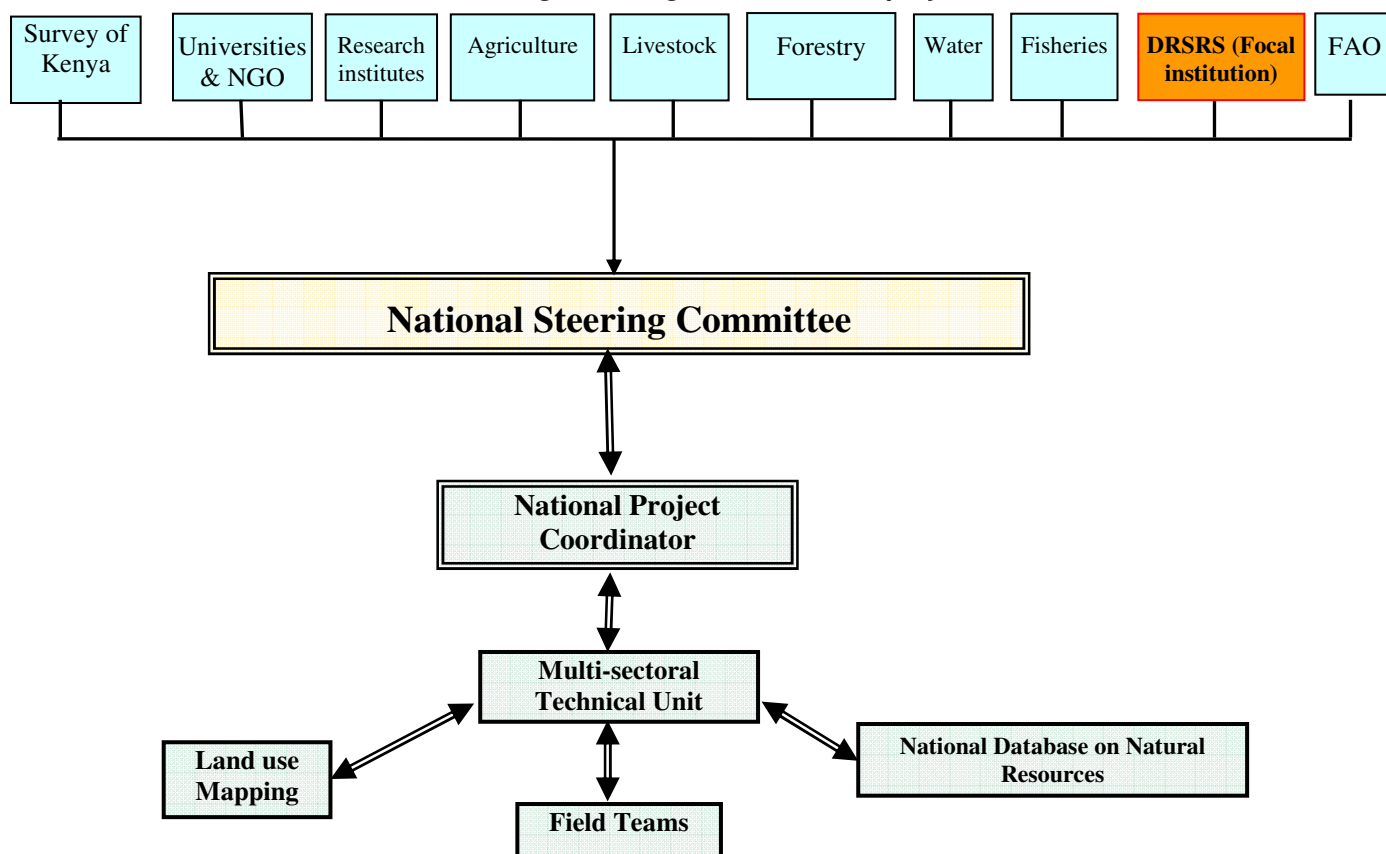 Survey of
Kenya
Universities
& NGO
Research
institutes
Agriculture
Livestock
Forestry
Water
Fisheries
DRSRS (Focal
institution)
FAO
National Steering Committee
National Project
Coordinator
Multi-sectoral
Technical Unit
Land use
Mapping
National Database on Natural
Resources
Field Teams